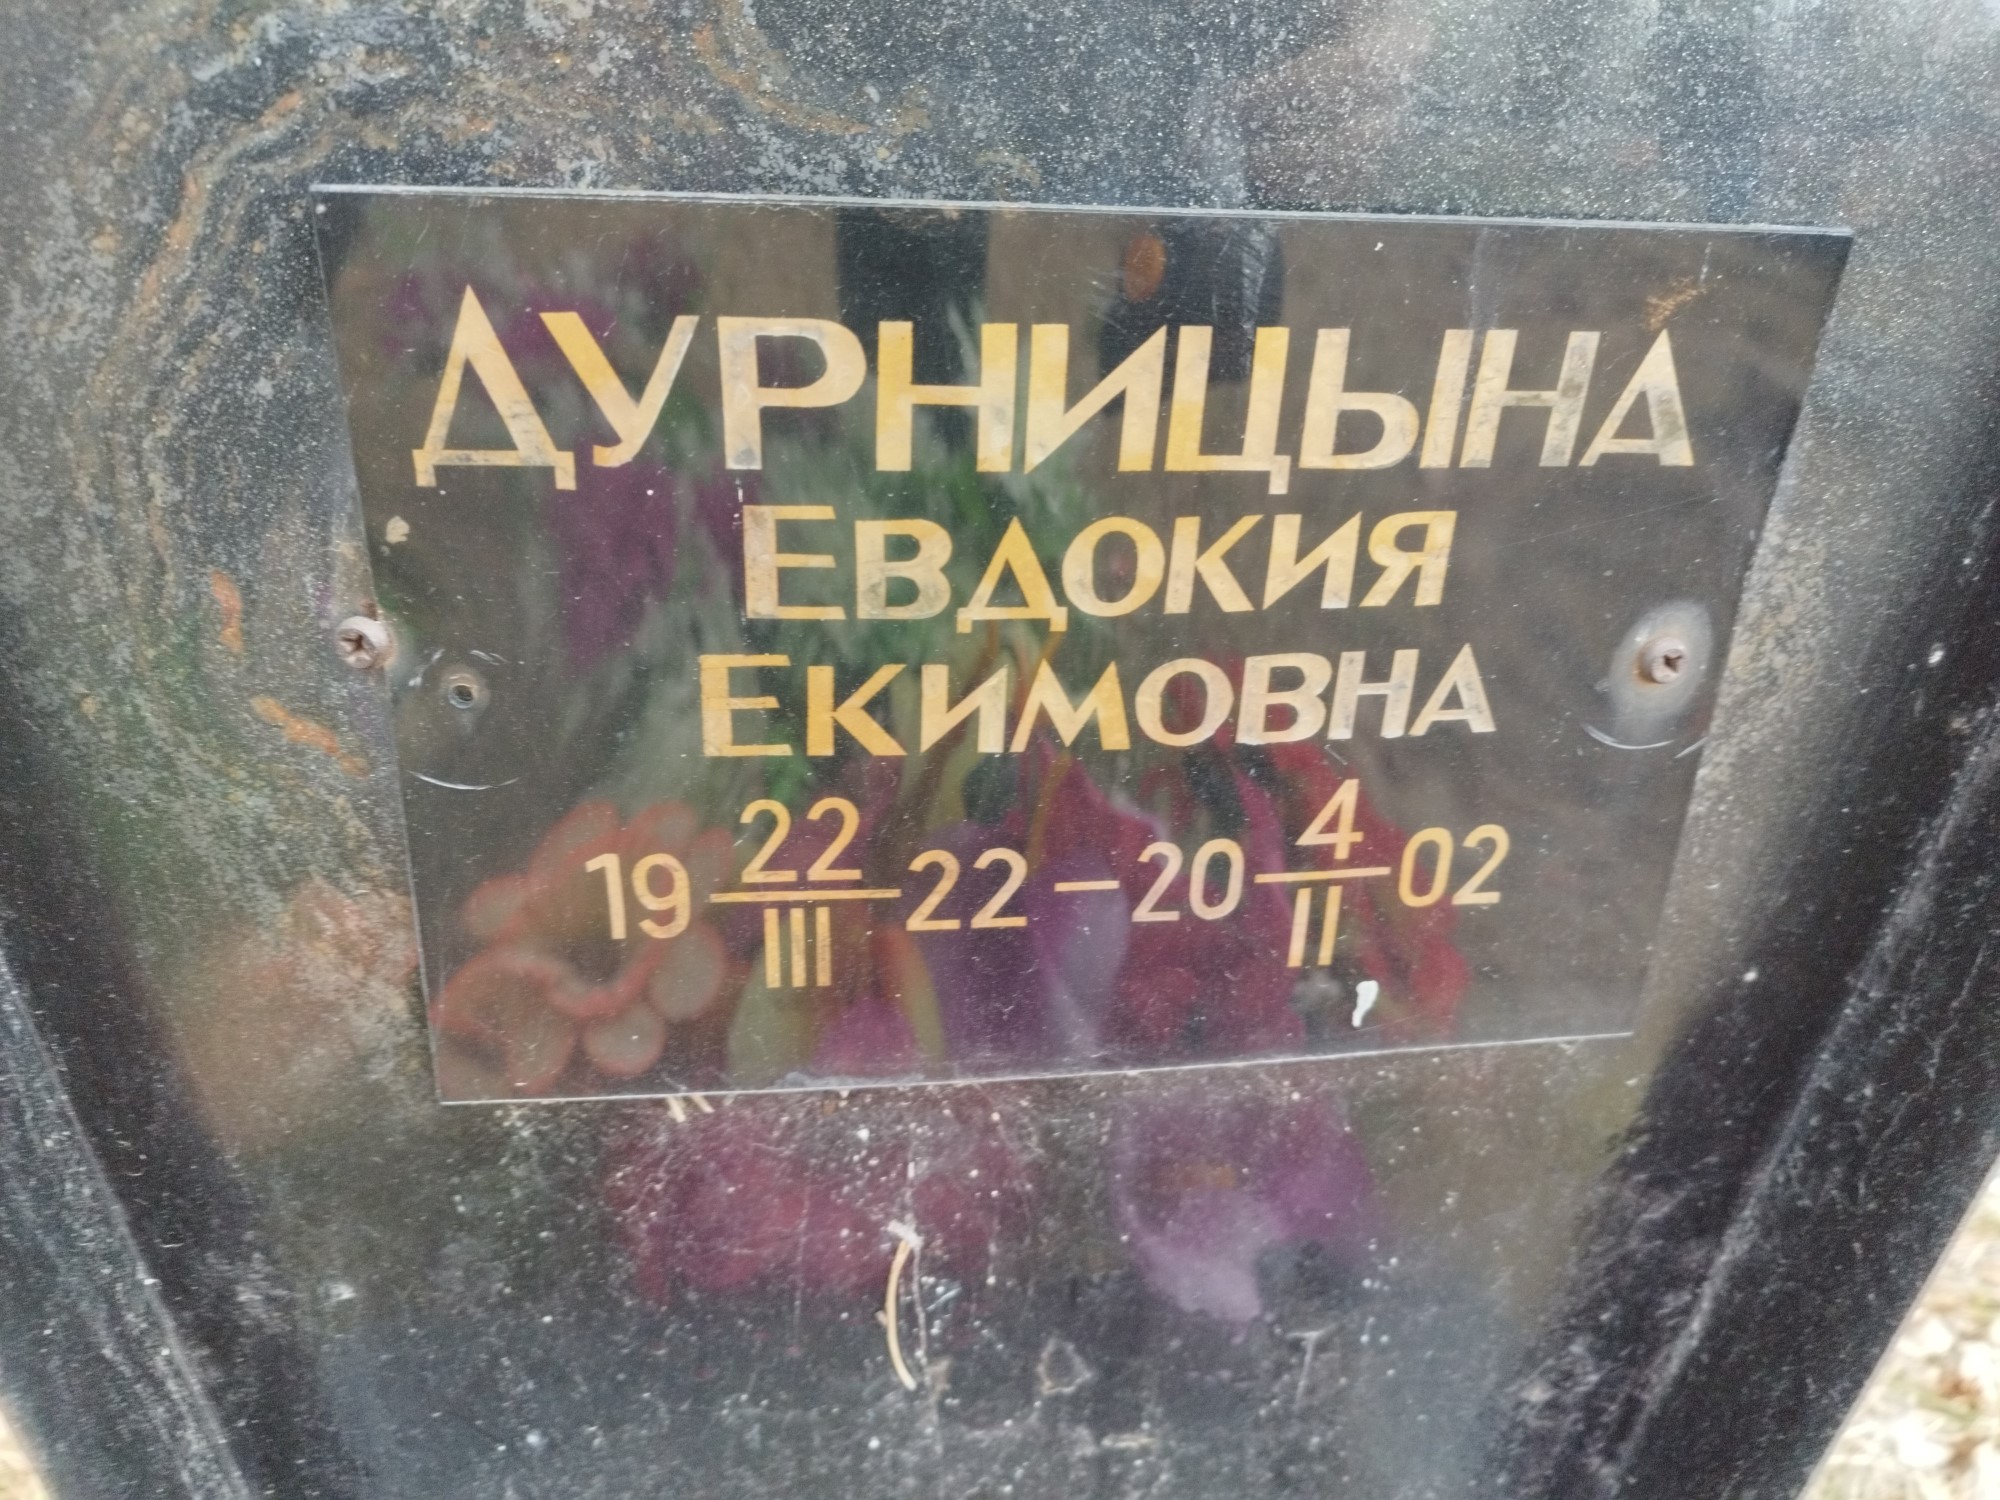 ДУРНИЦЫНА
ЕВДОКИЯ
ЕКИМОВНА
19 22/III 22 – 20 4/II 02